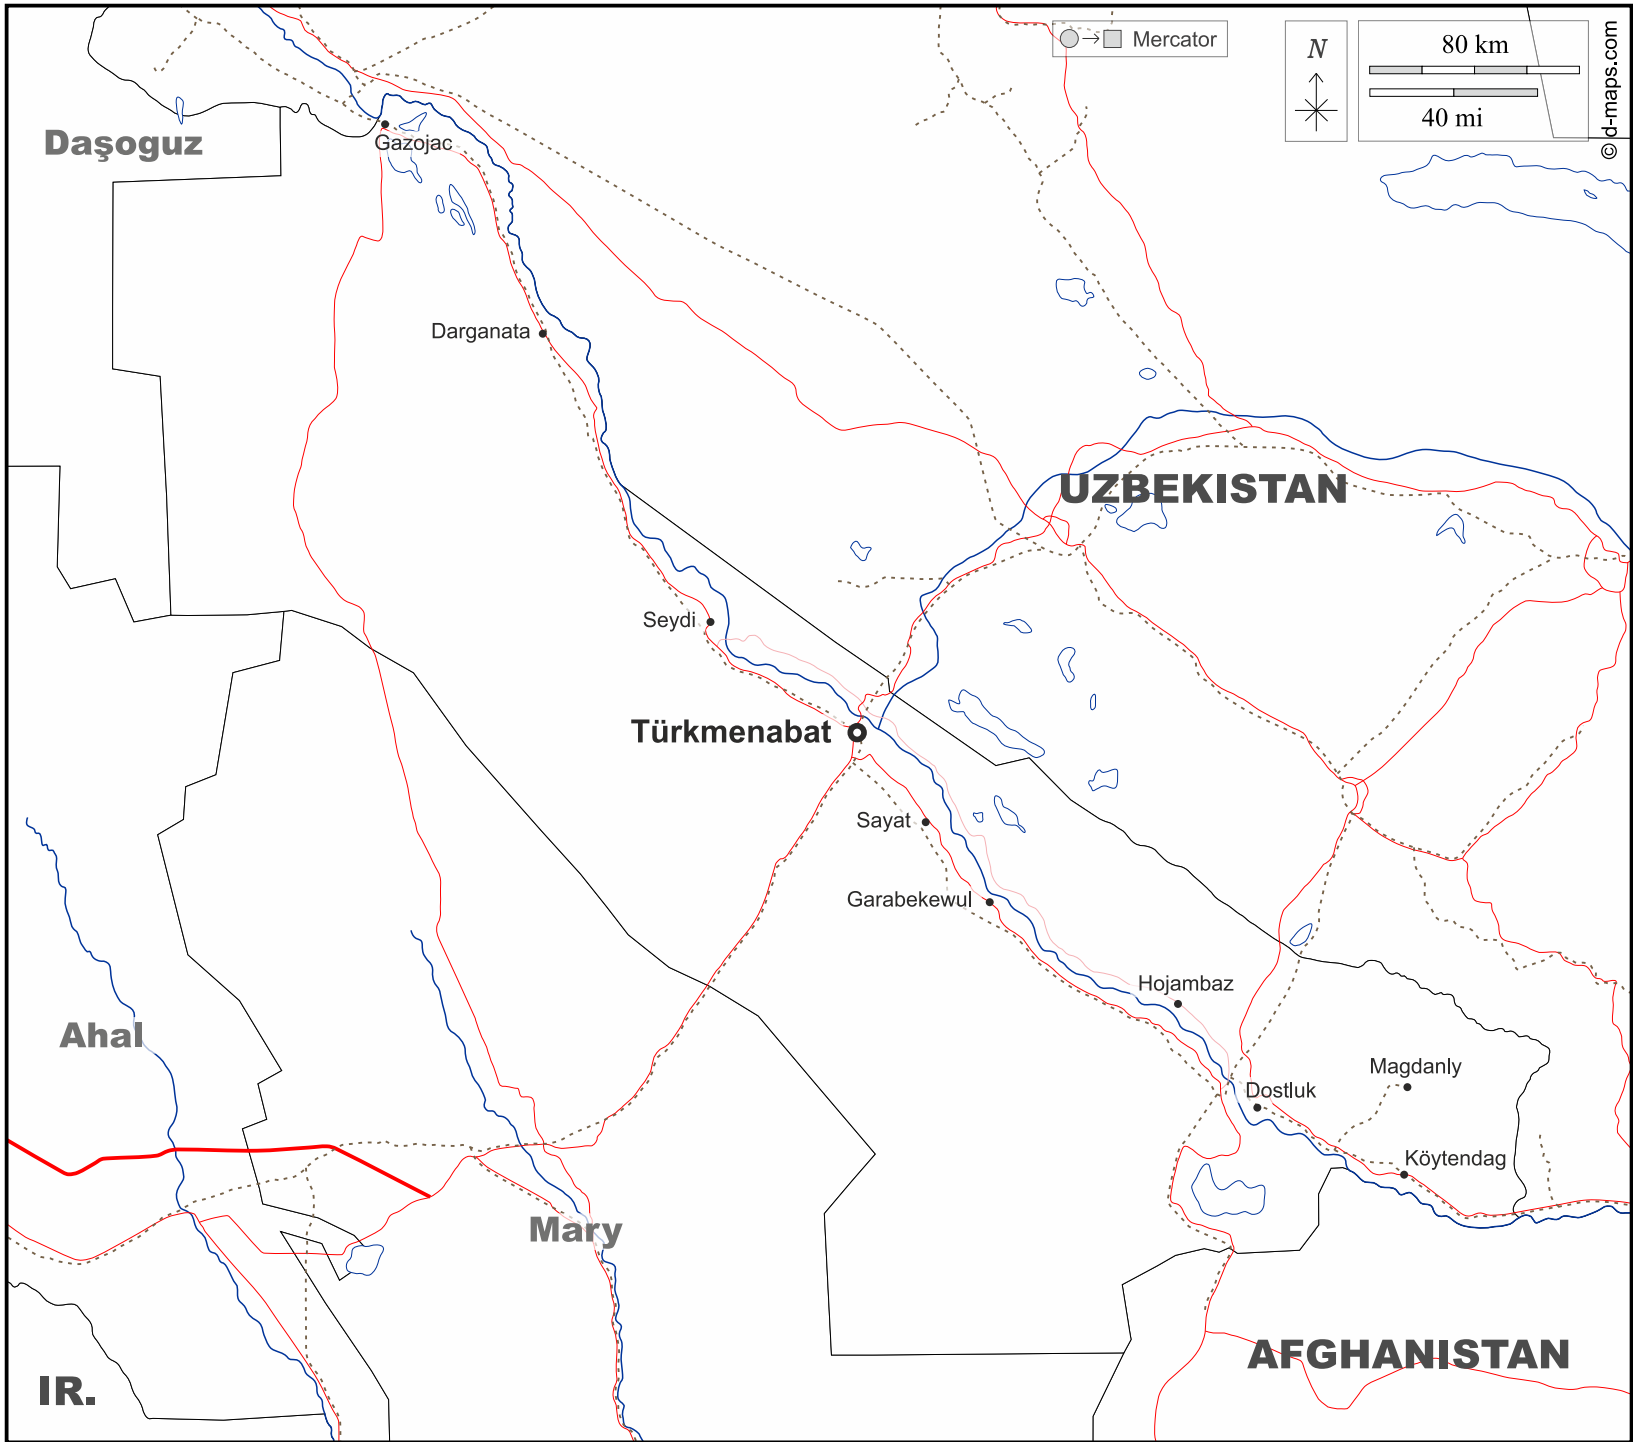 Mercator
N
80 km
40 mi
© d-maps.com
Daşoguz
Gazojac
Darganata
UZBEKISTAN
Seydi
Türkmenabat
Sayat
Garabekewul
Hojambaz
Ahal
Magdanly
Dostluk
Köytendag
Mary
AFGHANISTAN
IR.